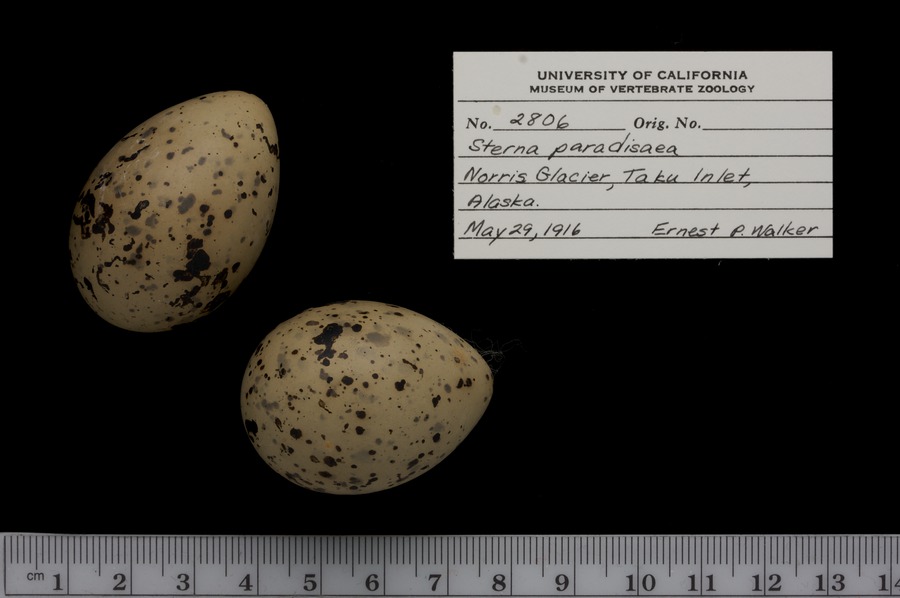 UNIVERSITY OF CALIFORNIA
MUSEUM OF VERTEBRATE ZOOLOGY
No. 2806 Orig. No.
Sterna paradisaea
Norris Glacier, Taku Inlet,
Alaska.
May 29, 1916 Ernest P. Walker
cm 1 2 3 4 5 6 7 8 9 10 11 12 13 14